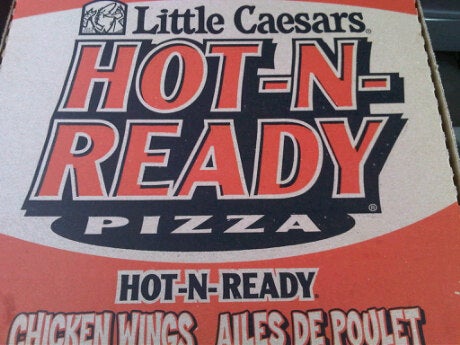 Little Caesars®
HOT-N-
READY®
PIZZA
HOT-N-READY
CHICKEN WINGS AILES DE POULET